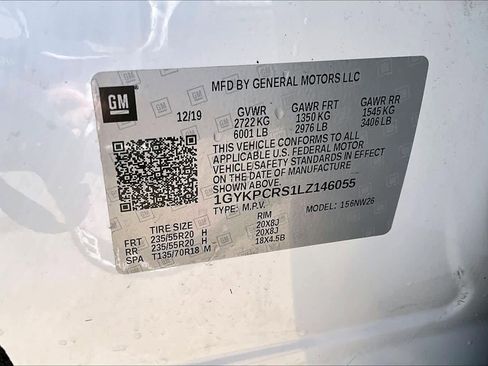 MFD BY GENERAL MOTORS LLC
GM
12/19 GVWR GAWR FRT GAWR RR
2722 KG 1350 KG 1545 KG
6001 LB 2976 LB 3406 LB
THIS VEHICLE CONFORMS TO ALL
APPLICABLE U.S. FEDERAL MOTOR
VEHICLE SAFETY STANDARDS IN EFFECT
ON THE DATE OF MANUFACTURE
SHOWN ABOVE.
1GYKPCRS1LZ146055
TYPE: M.P.V. MODEL: 156NW26
TIRE SIZE RIM
FRT 235/55R20 H 20X8J
RR 235/55R20 H 20X8J
SPA T135/70R18 M 18X4.5B